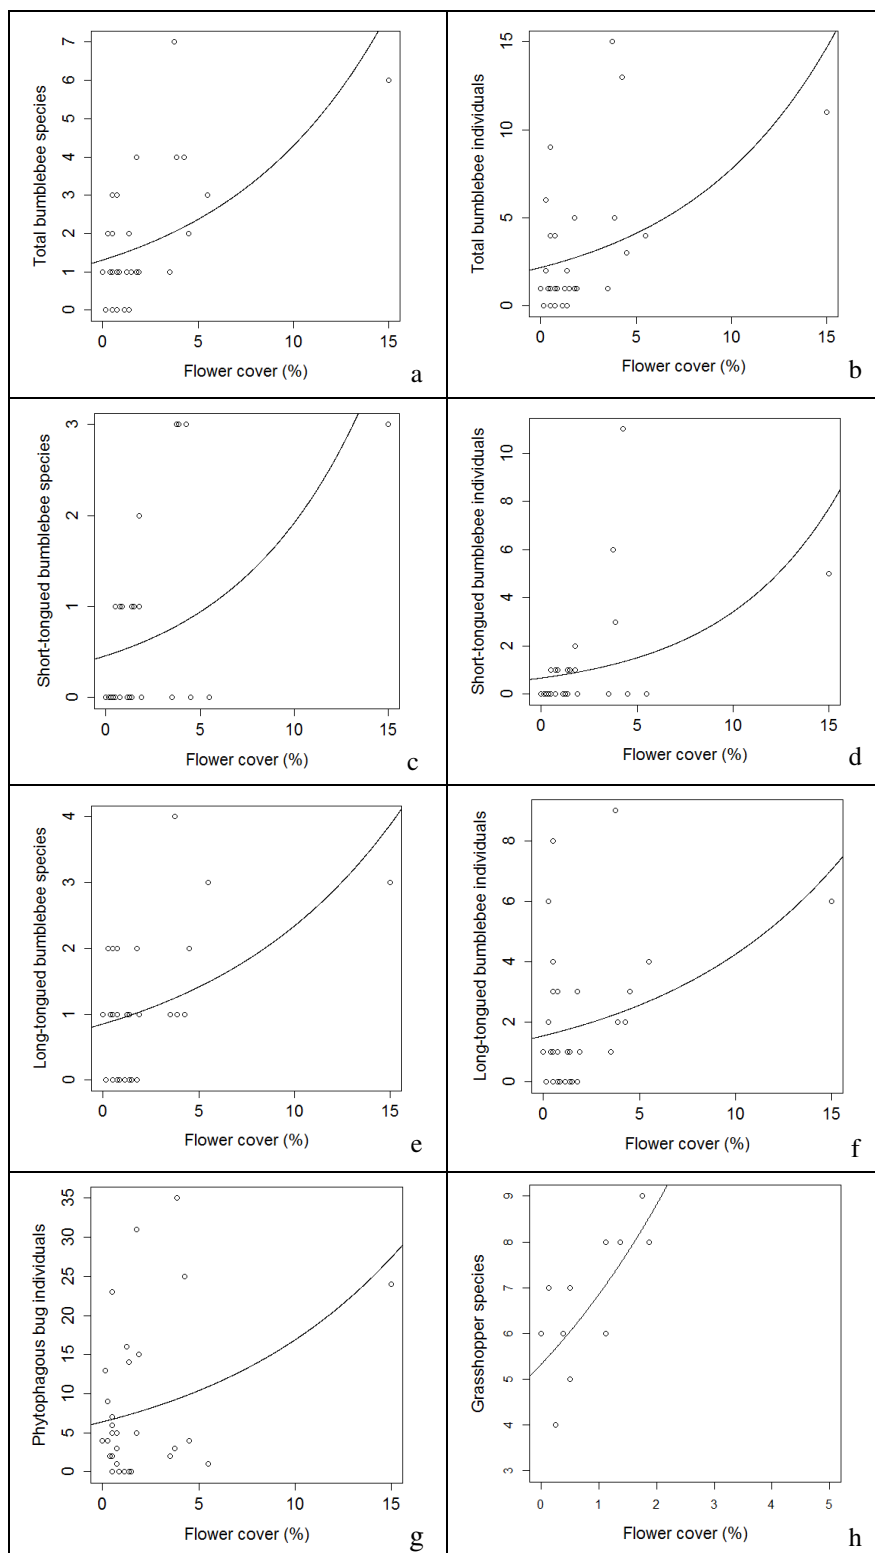 Total bumblebee species
7
6
5
4
3
2
1
0
0 5 10 15
Flower cover (%)
a
Total bumblebee individuals
15
10
5
0
0 5 10 15
Flower cover (%)
b
Short-tongued bumblebee species
3
2
1
0
0 5 10 15
Flower cover (%)
c
Short-tongued bumblebee individuals
10
8
6
4
2
0
0 5 10 15
Flower cover (%)
d
Long-tongued bumblebee species
4
3
2
1
0
0 5 10 15
Flower cover (%)
e
Long-tongued bumblebee individuals
8
6
4
2
0
0 5 10 15
Flower cover (%)
f
Phytophagous bug individuals
35
30
25
20
15
10
5
0
0 5 10 15
Flower cover (%)
g
Grasshopper species
9
8
7
6
5
4
3
0 1 2 3 4 5
Flower cover (%)
h